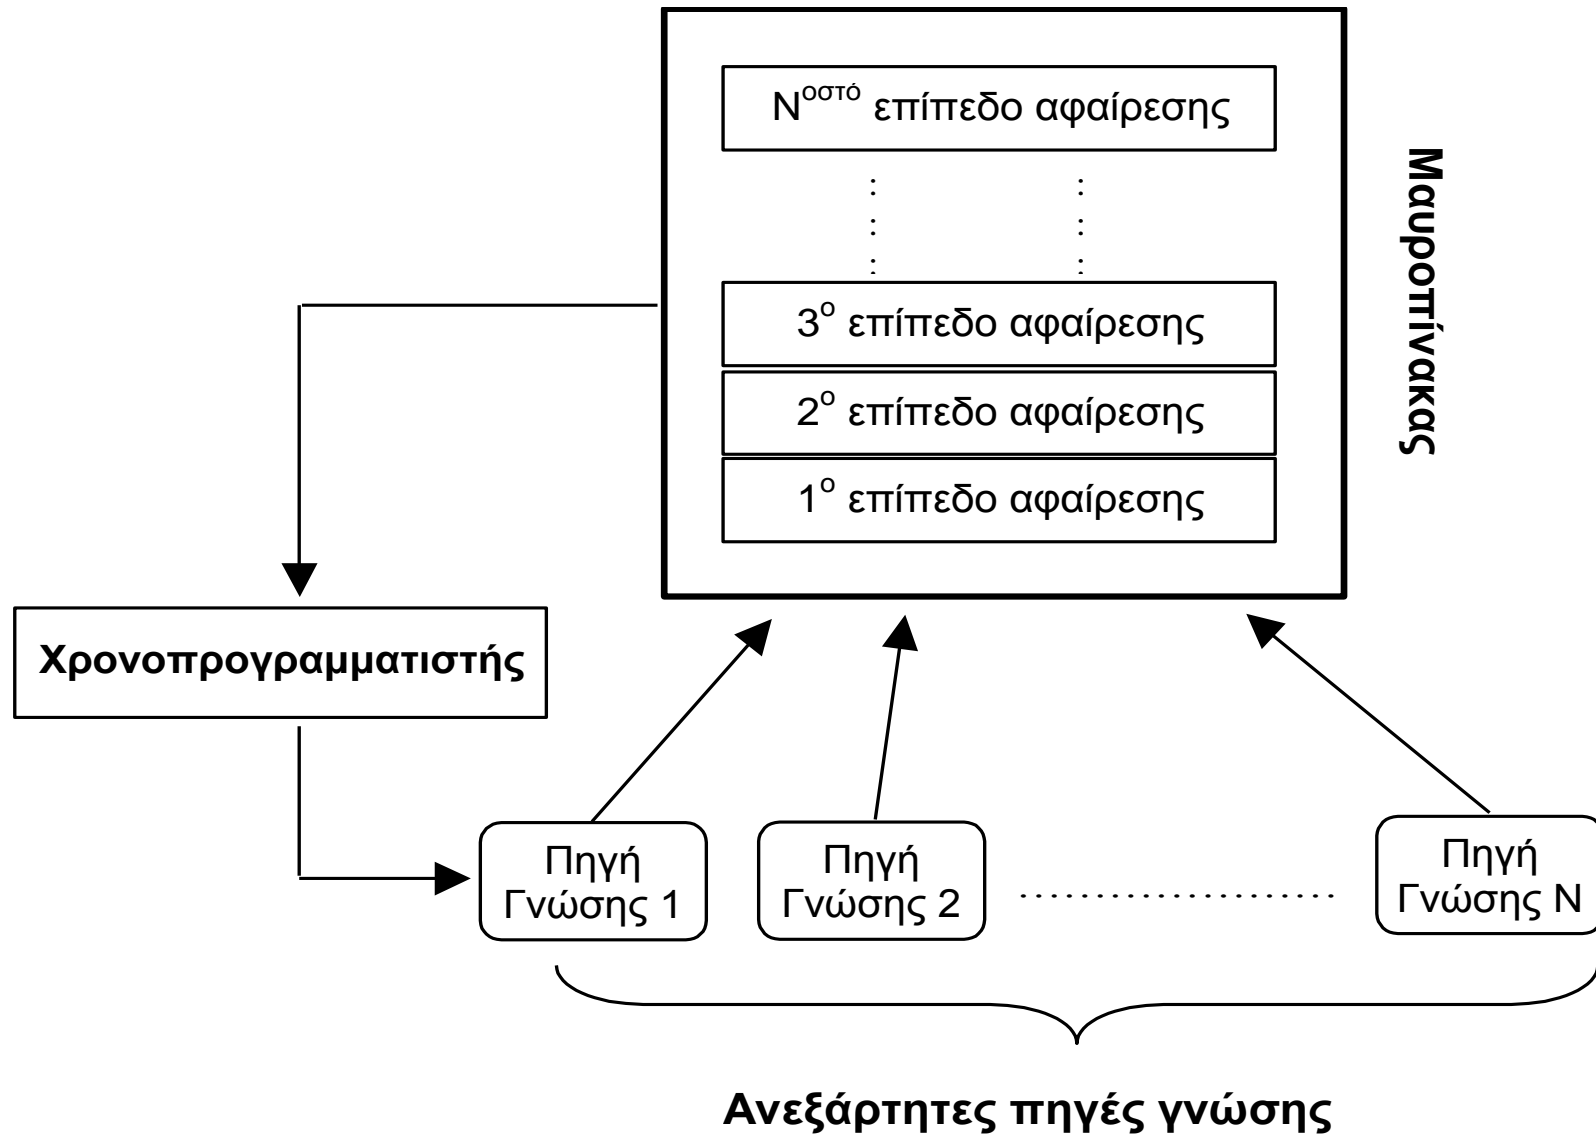 Νοστό επίπεδο αφαίρεσης
3ο επίπεδο αφαίρεσης
2ο επίπεδο αφαίρεσης
1ο επίπεδο αφαίρεσης
Μαυροπίνακας
Χρονοπρογραμματιστής
Πηγή
Γνώσης 1
Πηγή
Γνώσης 2
Πηγή
Γνώσης Ν
Ανεξάρτητες πηγές γνώσης